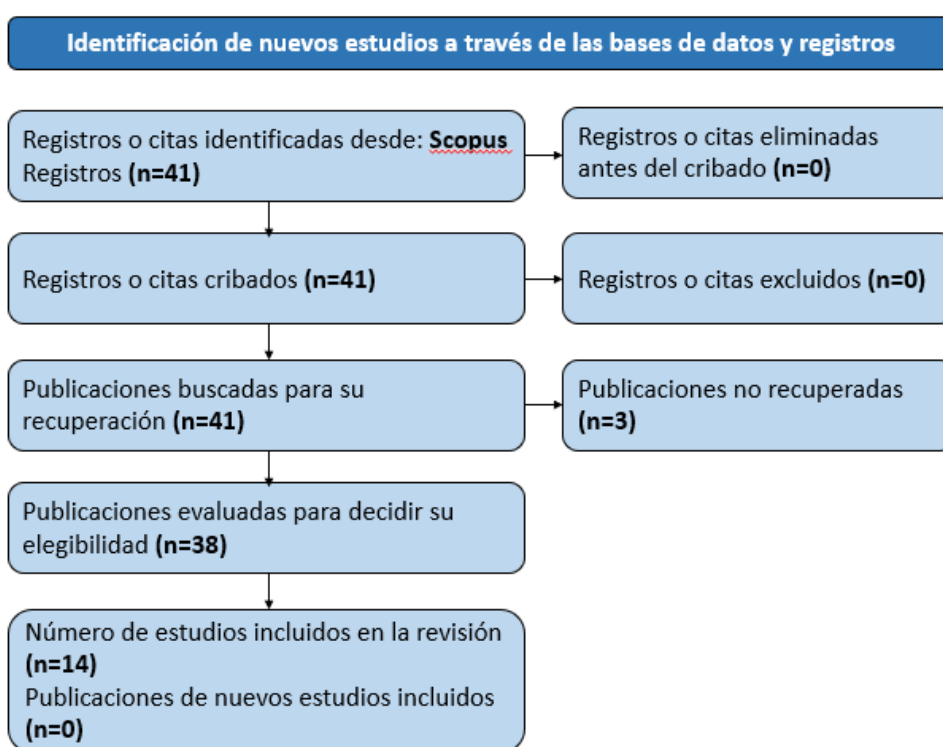 Identificación de nuevos estudios a través de las bases de datos y registros
Registros o citas identificadas desde: Scopus
Registros (n=41)
Registros o citas eliminadas
antes del cribado (n=0)
Registros o citas cribados (n=41)
Registros o citas excluidos (n=0)
Publicaciones buscadas para su
recuperación (n=41)
Publicaciones no recuperadas
(n=3)
Publicaciones evaluadas para decidir su
elegibilidad (n=38)
Número de estudios incluidos en la revisión
(n=14)
Publicaciones de nuevos estudios incluidos
(n=0)